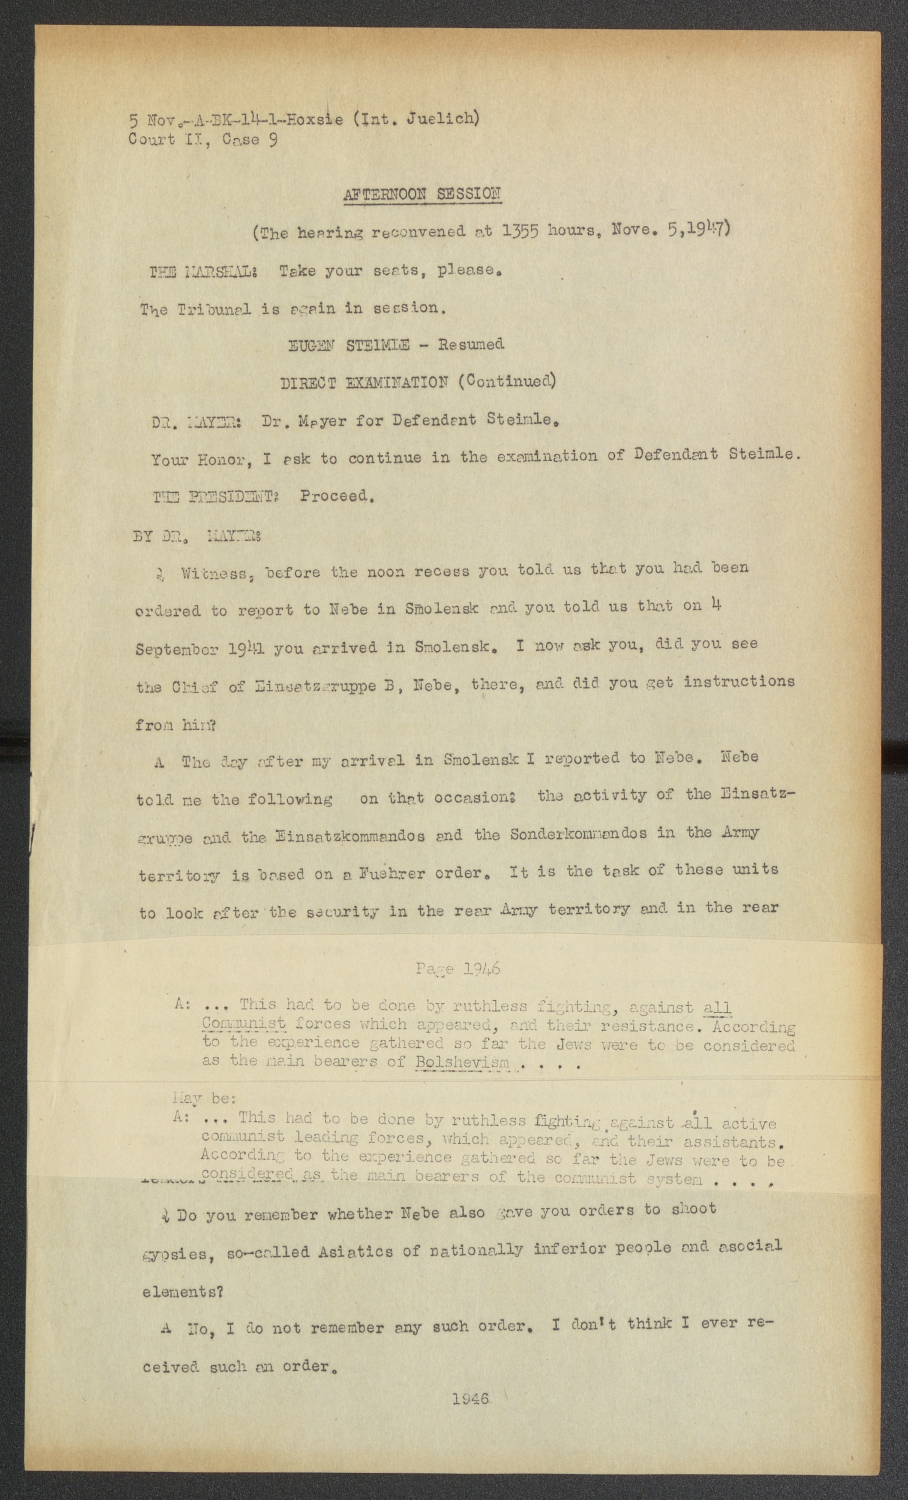 5 Nov.-A-BK-14-1-Hoxsie (Int. Juelich)
Court II, Case 9
AFTERNOON SESSION
(The hearing reconvened at 1355 hours, Nove. 5,1947)
THE MARSHAL: Take your seats, please.
The Tribunal is again in session.
EUGEN STEIMLE - Resumed
DIRECT EXAMINATION (Continued)
DR. MAYER: Dr. Mayer for Defendant Steimle.
Your Honor, I ask to continue in the examination of Defendant Steimle.
THE PRESIDENT: Proceed.
BY DR. MAYER:
Q Witness, before the noon recess you told us that you had been
ordered to report to Nebe in Smolensk and you told us that on 4
September 1941 you arrived in Smolensk. I now ask you, did you see
the Chief of Einsatzgruppe B, Nebe, there, and did you get instructions
from him?
A The day after my arrival in Smolensk I reported to Nebe. Nebe
told me the following on that occasion: the activity of the Einsatz-
gruppe and the Einsatzkommandos and the Sonderkommandos in the Army
territory is based on a Fuehrer order. It is the task of these units
to look after the security in the rear Army territory and in the rear
Page 1946
A: ... This had to be done by ruthless fighting, against all
Communist forces which appeared, and their resistance. According
to the experience gathered so far the Jews were to be considered
as the main bearers of Bolshevism . . . .
May be:
A: ... This had to be done by ruthless fighting against all active
communist leading forces, which appeared, and their assistants.
According to the experience gathered so far the Jews were to be
considered as the main bearers of the communist system . . . .
Q Do you remember whether Nebe also gave you orders to shoot
gypsies, so-called Asiatics of nationally inferior people and asocial
elements?
A No, I do not remember any such order. I don't think I ever re-
ceived such an order.
1946